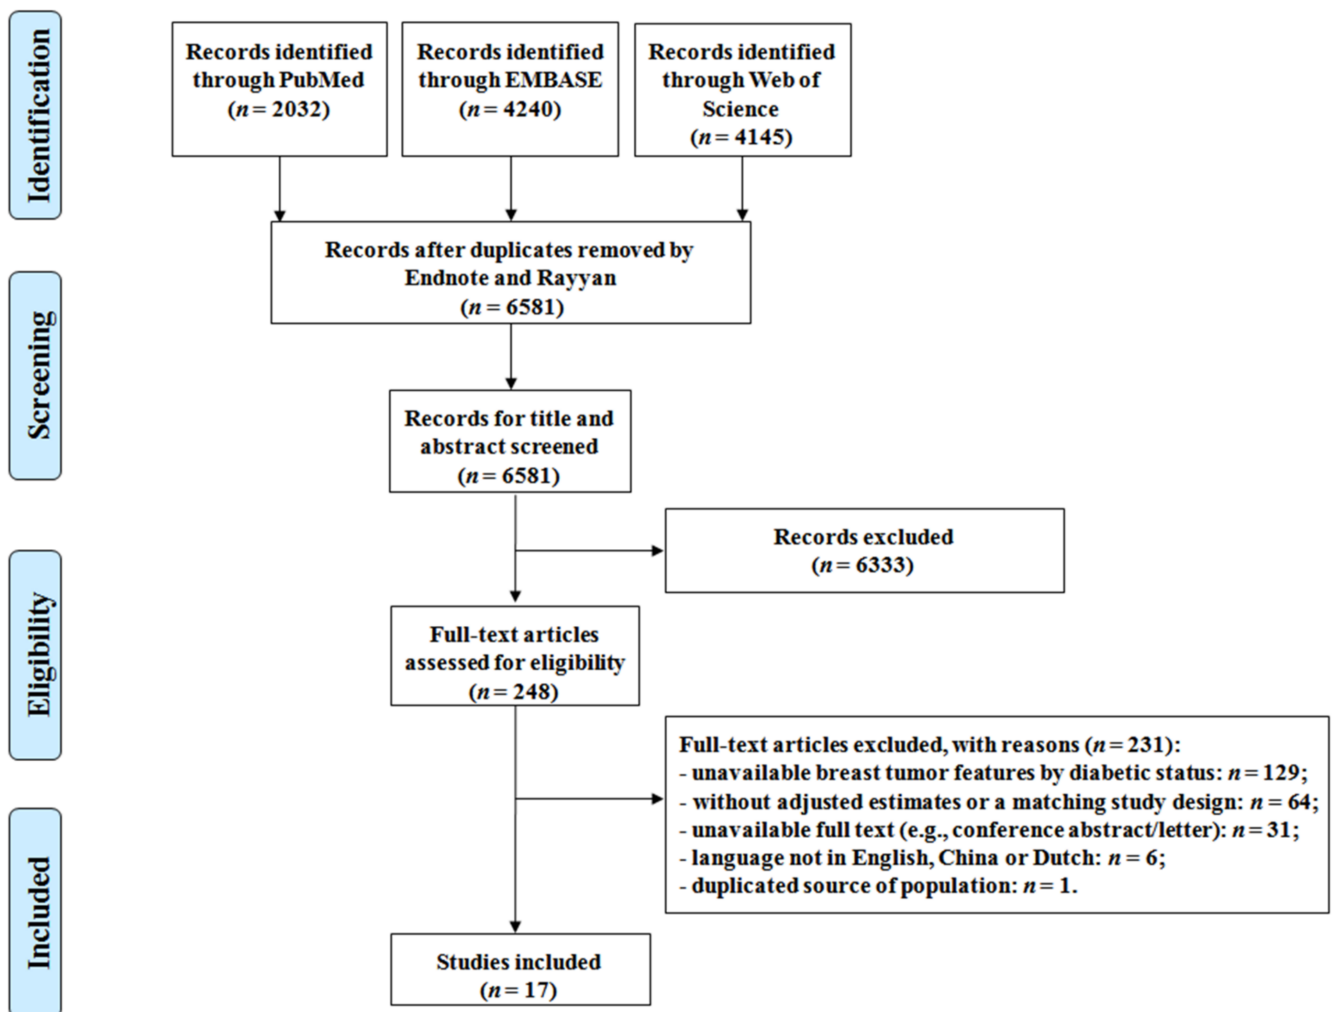 Identification
Records identified
through PubMed
(n = 2032)
Records identified
through EMBASE
(n = 4240)
Records identified
through Web of
Science
(n = 4145)
Records after duplicates removed by
Endnote and Rayyan
(n = 6581)
Screening
Records for title and
abstract screened
(n = 6581)
Records excluded
(n = 6333)
Eligibility
Full-text articles
assessed for eligibility
(n = 248)
Full-text articles excluded, with reasons (n = 231):
- unavailable breast tumor features by diabetic status: n = 129;
- without adjusted estimates or a matching study design: n = 64;
- unavailable full text (e.g., conference abstract/letter): n = 31;
- language not in English, China or Dutch: n = 6;
- duplicated source of population: n = 1.
Included
Studies included
(n = 17)